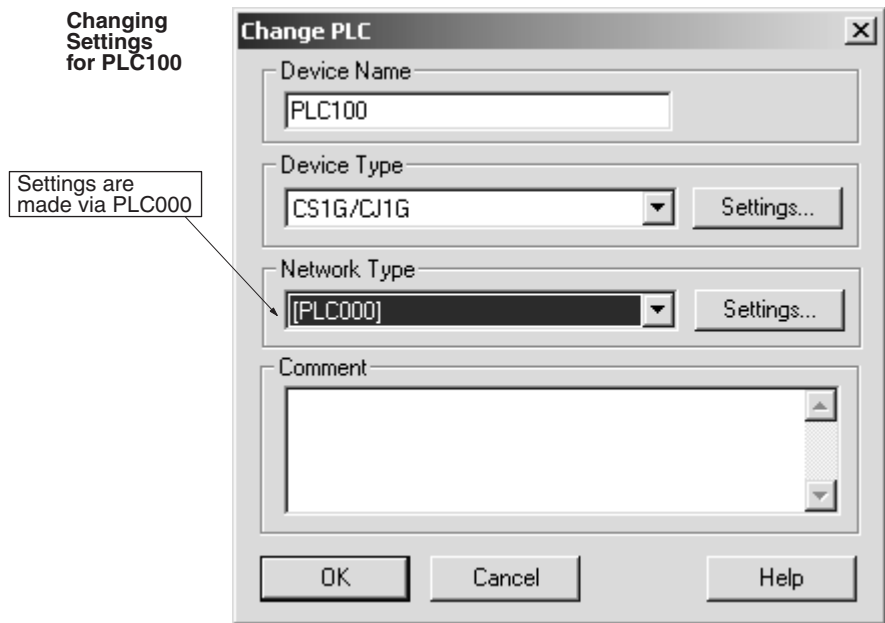 Changing
Settings
for PLC100
Settings are
made via PLC000
Change PLC
Device Name
PLC100
Device Type
CS1G/CJ1G
Settings...
Network Type
[PLC000]
Settings...
Comment
OK
Cancel
Help